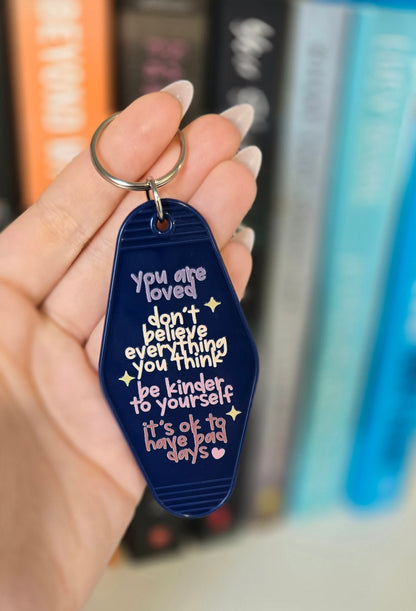 you are
loved
don't
believe
everything
you think
be kinder
to yourself
it's ok to
have bad
days